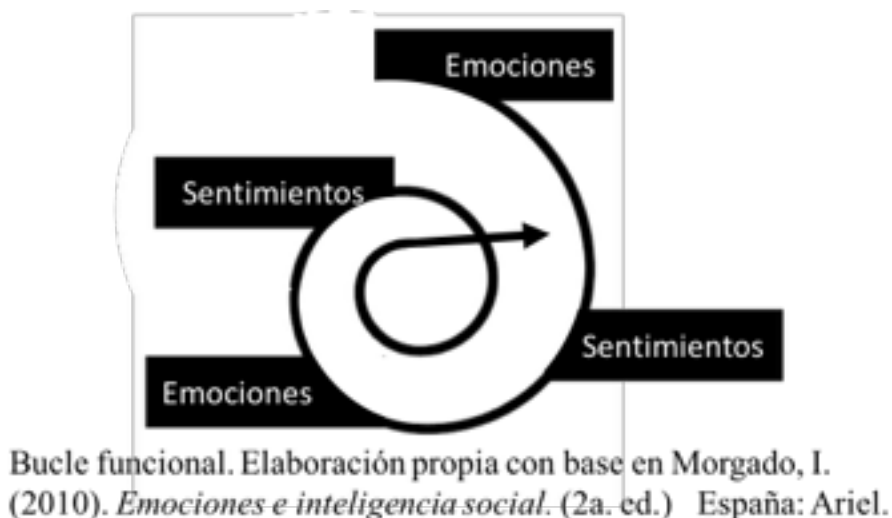 Emociones
Sentimientos
Sentimientos
Emociones
Bucle funcional. Elaboración propia con base en Morgado, I.
(2010). Emociones e inteligencia social. (2a. ed.) España: Ariel.